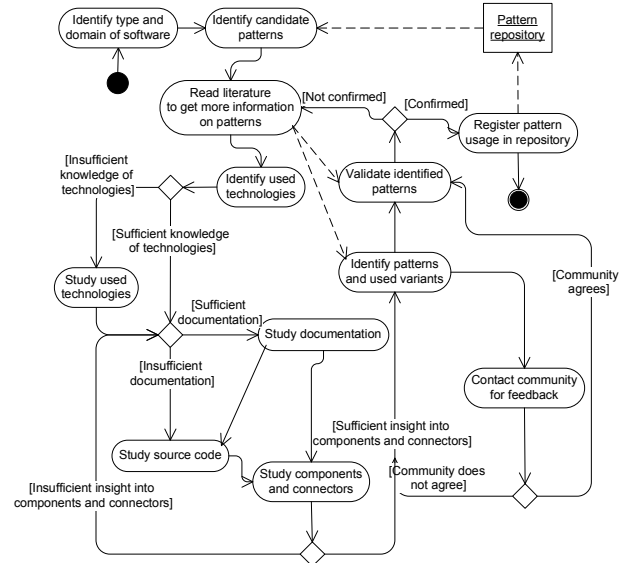 Identify type and
domain of software
Identify candidate
patterns
Pattern
repository
Read literature
to get more information
on patterns
[Not confirmed]
[Confirmed]
Register pattern
usage in repository
[Insufficient
knowledge of
technologies]
Identify used
technologies
Validate identified
patterns
[Sufficient knowledge
of technologies]
Study used
technologies
Identify patterns
and used variants
[Community
agrees]
[Sufficient
documentation]
Study documentation
[Insufficient
documentation]
Contact community
for feedback
[Sufficient insight into
components and connectors]
Study source code
Study components
and connectors
[Community does
not agree]
[Insufficient insight into
components and connectors]